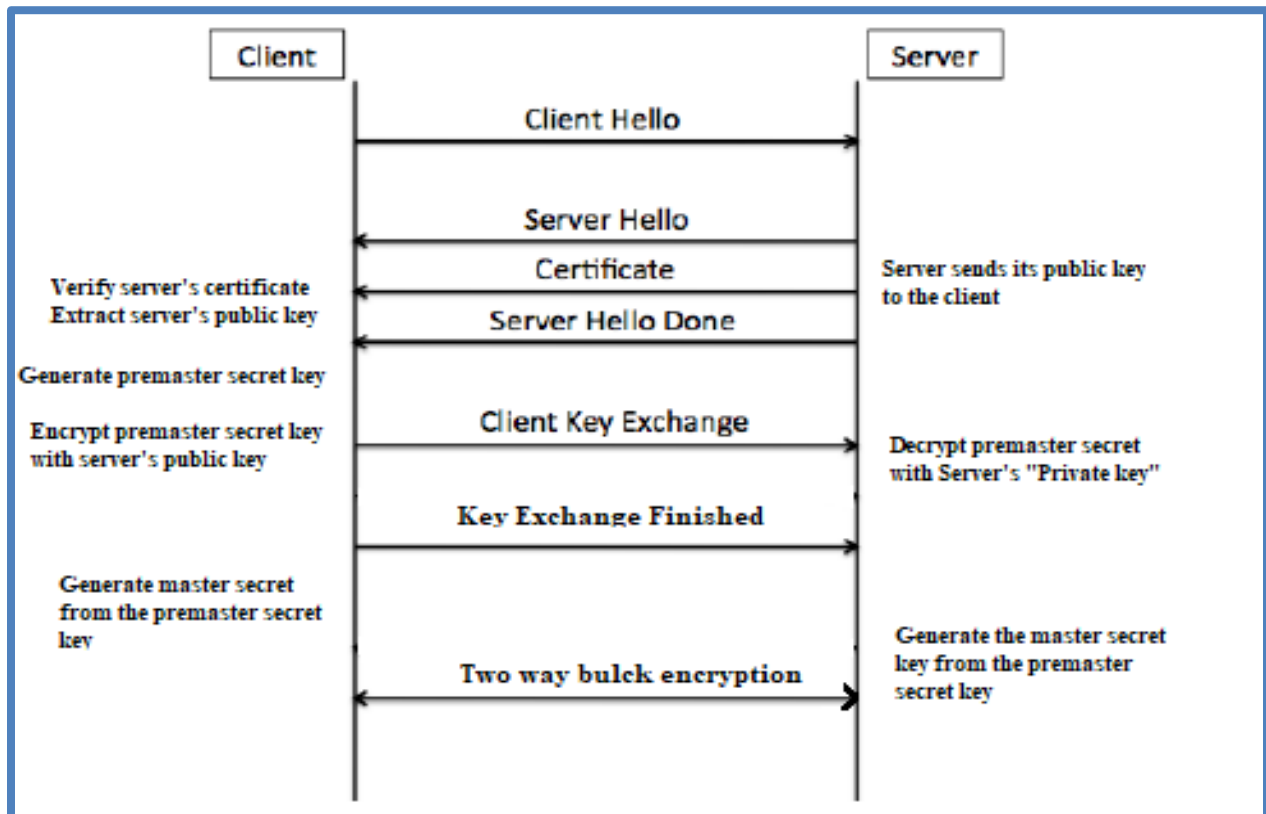 Client
Server
Client Hello
Server Hello
Certificate
Server sends its public key
to the client
Verify server's certificate
Extract server's public key
Server Hello Done
Generate premaster secret key
Client Key Exchange
Encrypt premaster secret key
with server's public key
Decrypt premaster secret
with Server's "Private key"
Key Exchange Finished
Generate master secret
from the premaster secret
key
Generate the master secret
key from the premaster
secret key
Two way bulck encryption